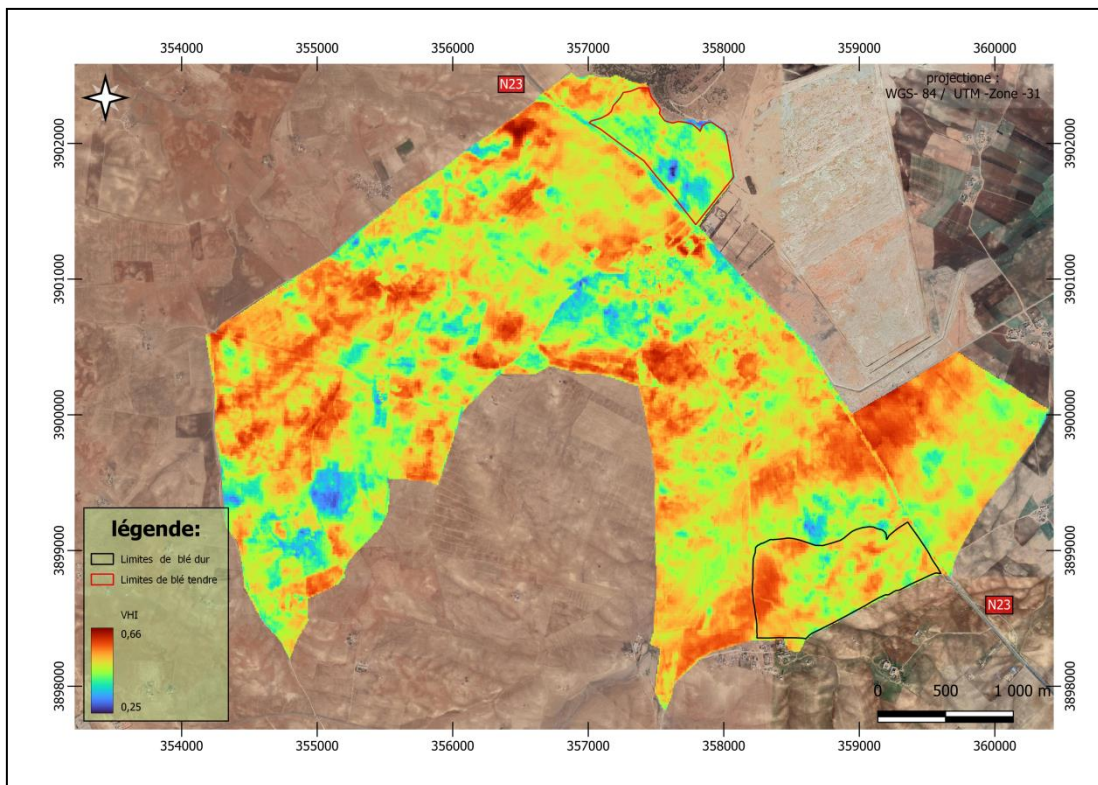 354000 355000 356000 357000 358000 359000 360000
N23
projectione :
WGS- 84 / UTM -Zone -31
3902000 3902000
3901000 3901000
3900000 3900000
3899000 3899000
3898000 3898000
légende:
Limites de blé dur
Limites de blé tendre
VHI
0,66
0,25
N23
0 500 1 000 m
354000 355000 356000 357000 358000 359000 360000